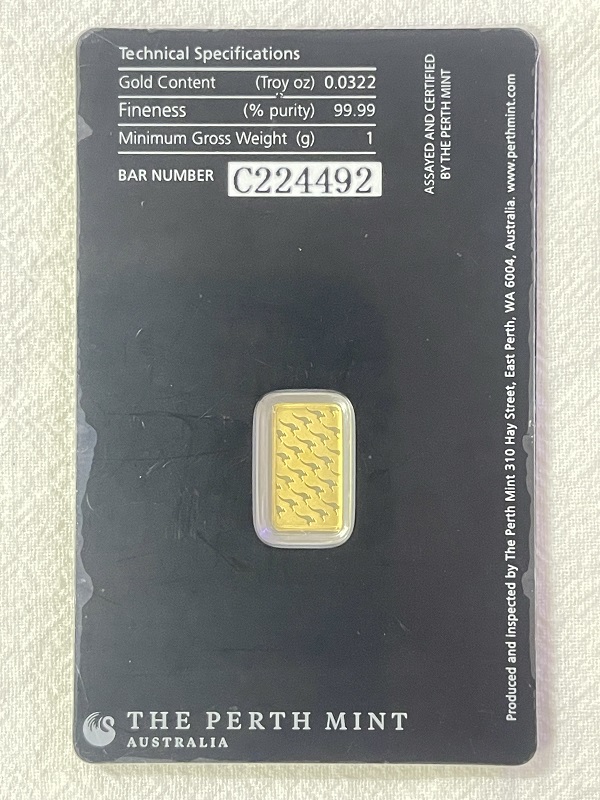 Technical Specifications
Gold Content (Troy oz) 0.0322
Fineness (% purity) 99.99
Minimum Gross Weight (g) 1
BAR NUMBER C224492
ASSAYED AND CERTIFIED
BY THE PERTH MINT
Produced and Inspected by The Perth Mint 310 Hay Street, East Perth, WA 6004, Australia. www.perthmint.com
THE PERTH MINT
AUSTRALIA